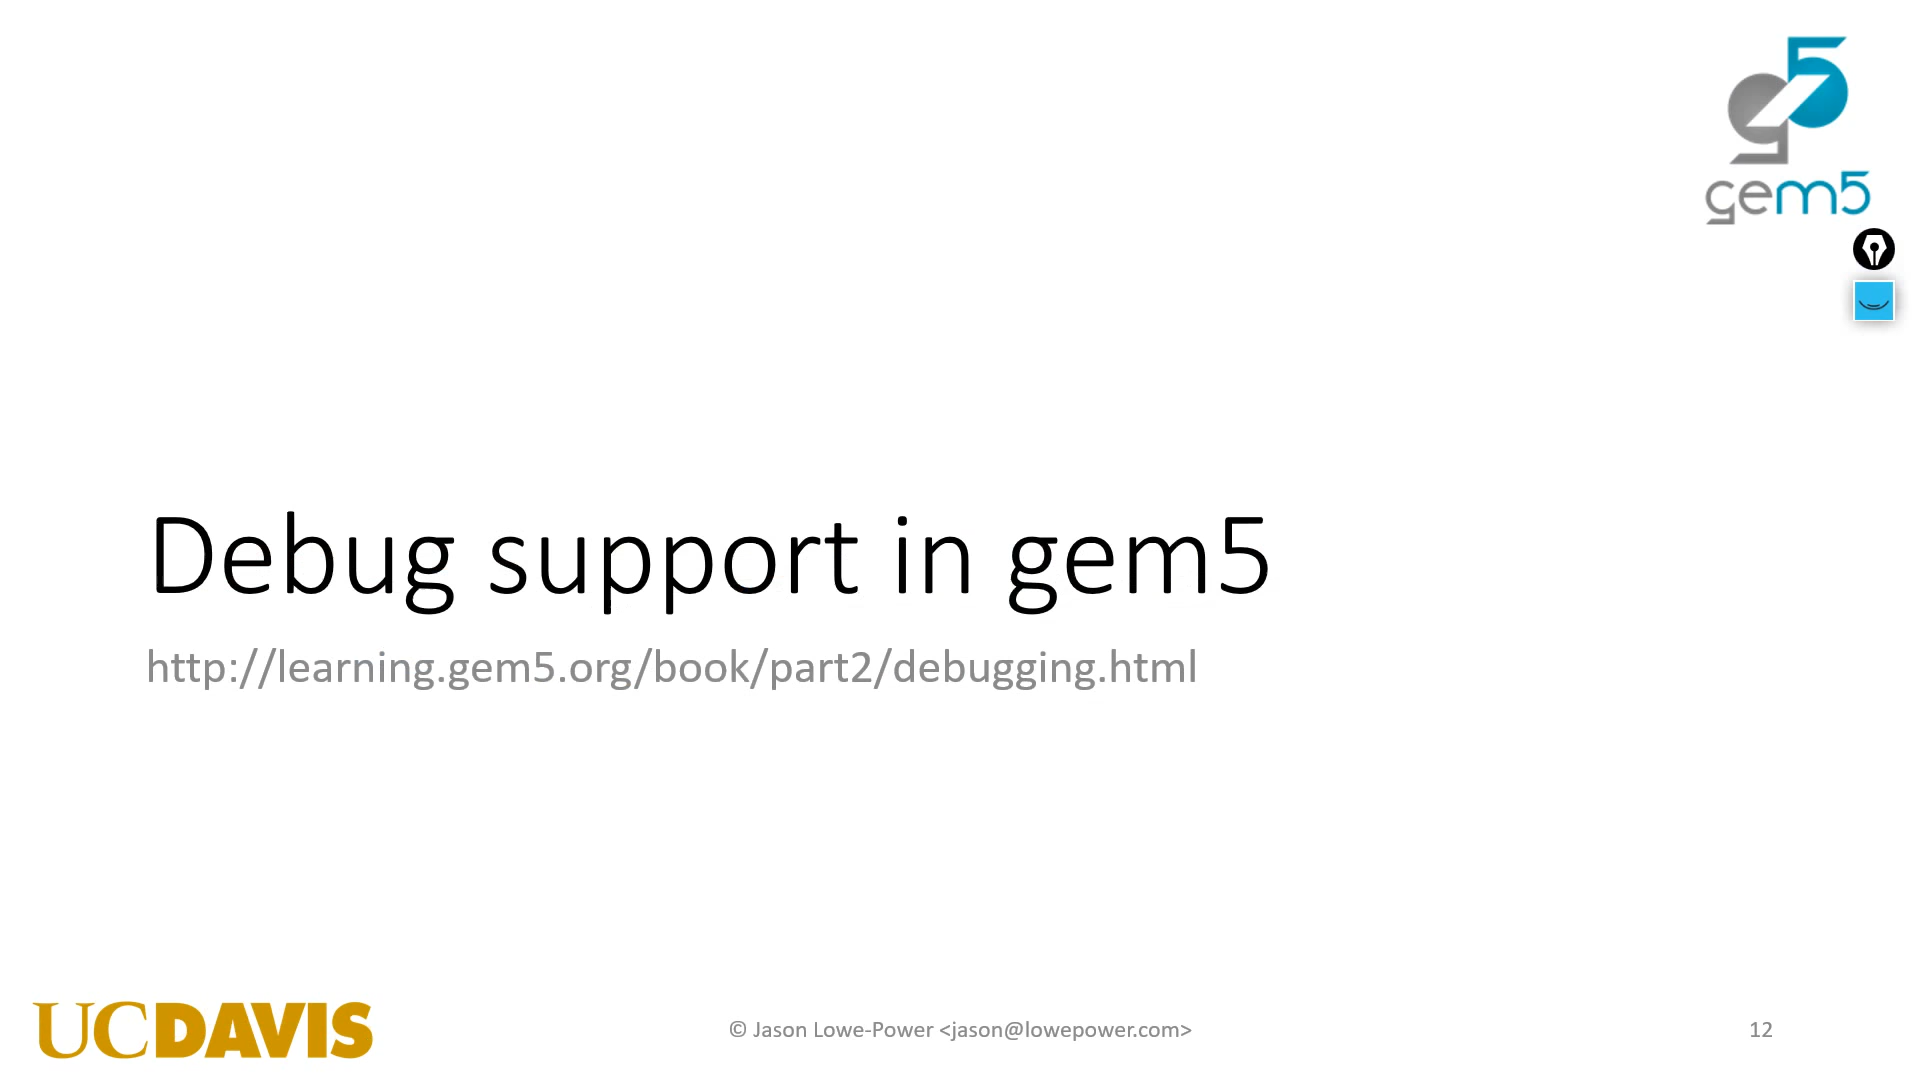 gem5
Debug support in gem5
http://learning.gem5.org/book/part2/debugging.html
UCDAVIS
© Jason Lowe-Power <jason@lowepower.com>
12